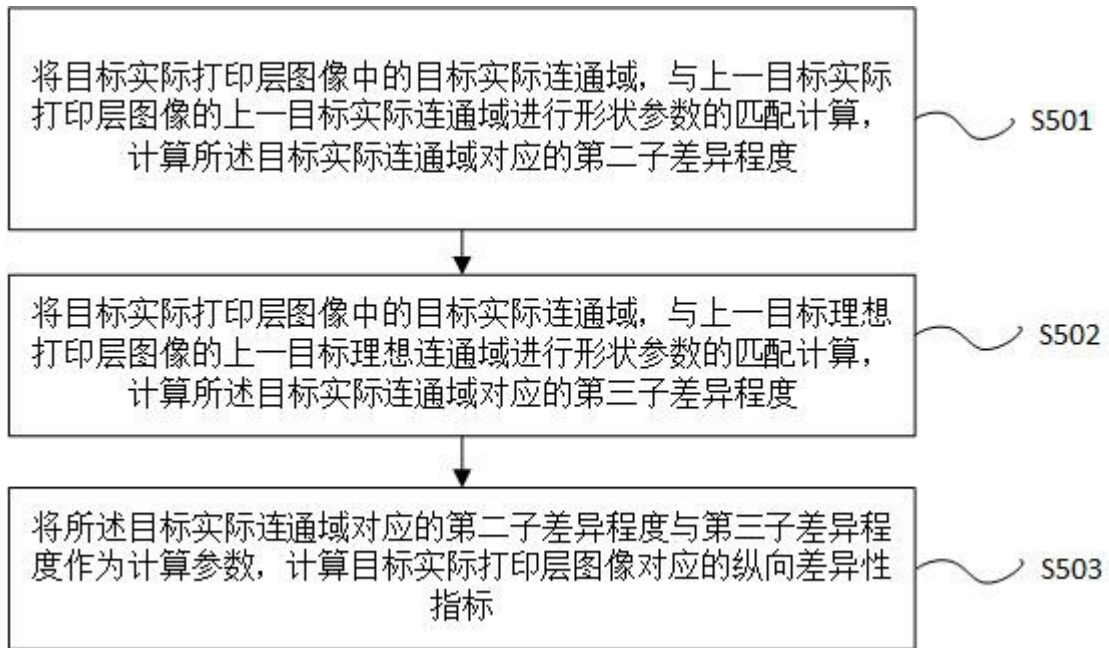 将目标实际打印层图像中的目标实际连通域，与上一目标实际
打印层图像的上一目标实际连通域进行形状参数的匹配计算，
计算所述目标实际连通域对应的第二子差异程度
S501
将目标实际打印层图像中的目标实际连通域，与上一目标理想
打印层图像的上一目标理想连通域进行形状参数的匹配计算，
计算所述目标实际连通域对应的第三子差异程度
S502
将所述目标实际连通域对应的第二子差异程度与第三子差异程
度作为计算参数，计算目标实际打印层图像对应的纵向差异性
指标
S503